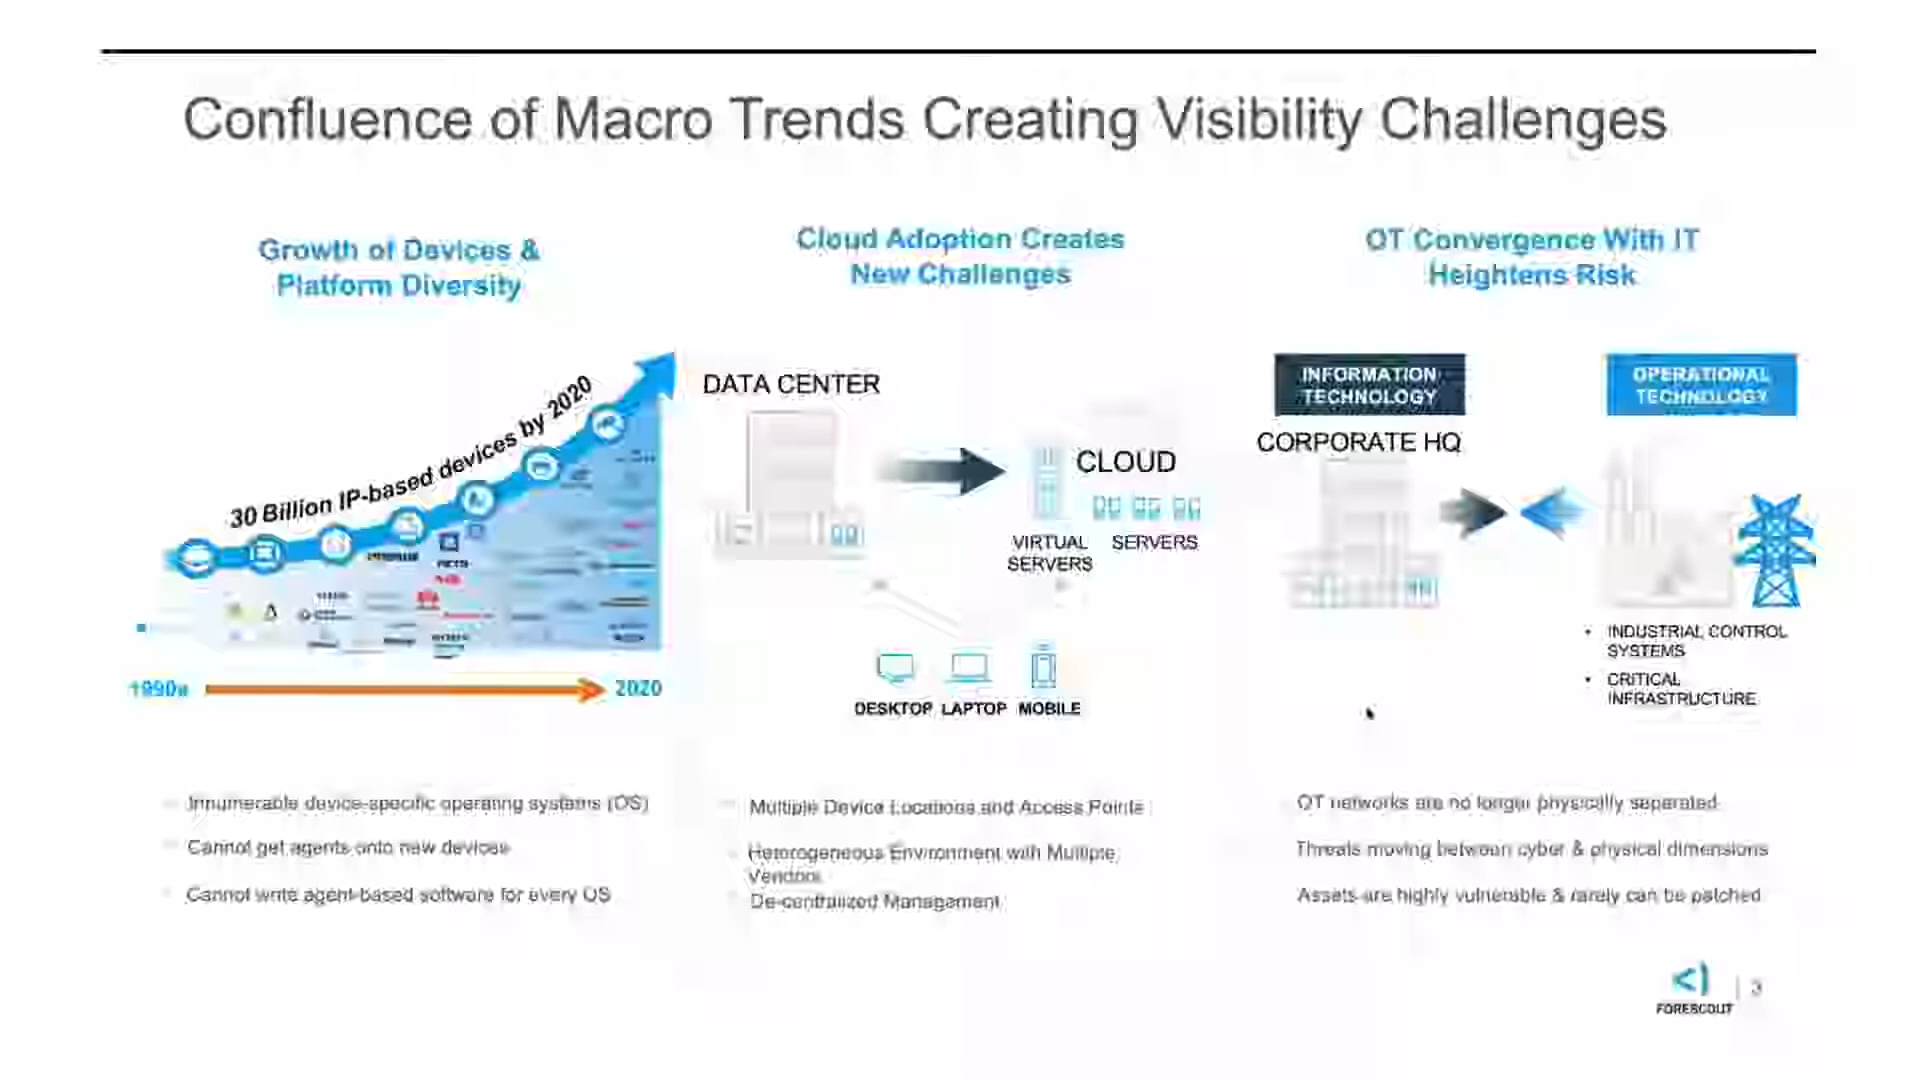 Confluence of Macro Trends Creating Visibility Challenges
Growth of Devices &
Platform Diversity
30 Billion IP-based devices by 2020
1990s
2020
Innumerable device-specific operating systems (OS)
Cannot get agents onto new devices
Cannot write agent-based software for every OS
Cloud Adoption Creates
New Challenges
DATA CENTER
CLOUD
VIRTUAL
SERVERS
SERVERS
DESKTOP LAPTOP MOBILE
Multiple Device Locations and Access Points
Heterogeneous Environment with Multiple
Vendors
De-centralized Management
OT Convergence With IT
Heightens Risk
INFORMATION
TECHNOLOGY
OPERATIONAL
TECHNOLOGY
CORPORATE HQ
• INDUSTRIAL CONTROL
SYSTEMS
• CRITICAL
INFRASTRUCTURE
OT networks are no longer physically separated
Threats moving between cyber & physical dimensions
Assets are highly vulnerable & rarely can be patched
FORESCOUT
3